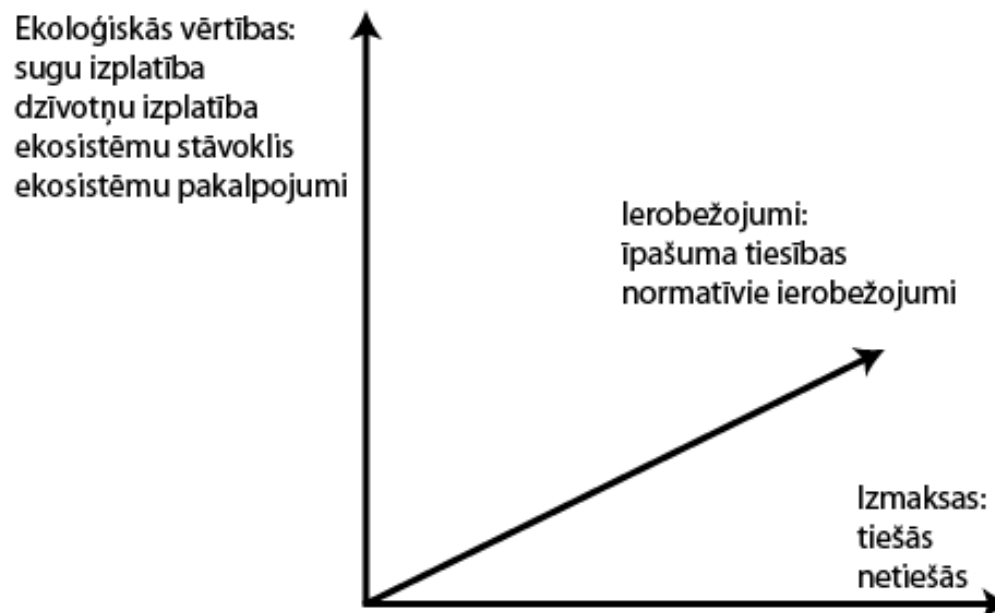 Ekoloģiskās vērtības:
sugu izplatība
dzīvotņu izplatība
ekosistēmu stāvoklis
ekosistēmu pakalpojumi
Ierobežojumi:
īpašuma tiesības
normatīvie ierobežojumi
Izmaksas:
tiešās
netiešās